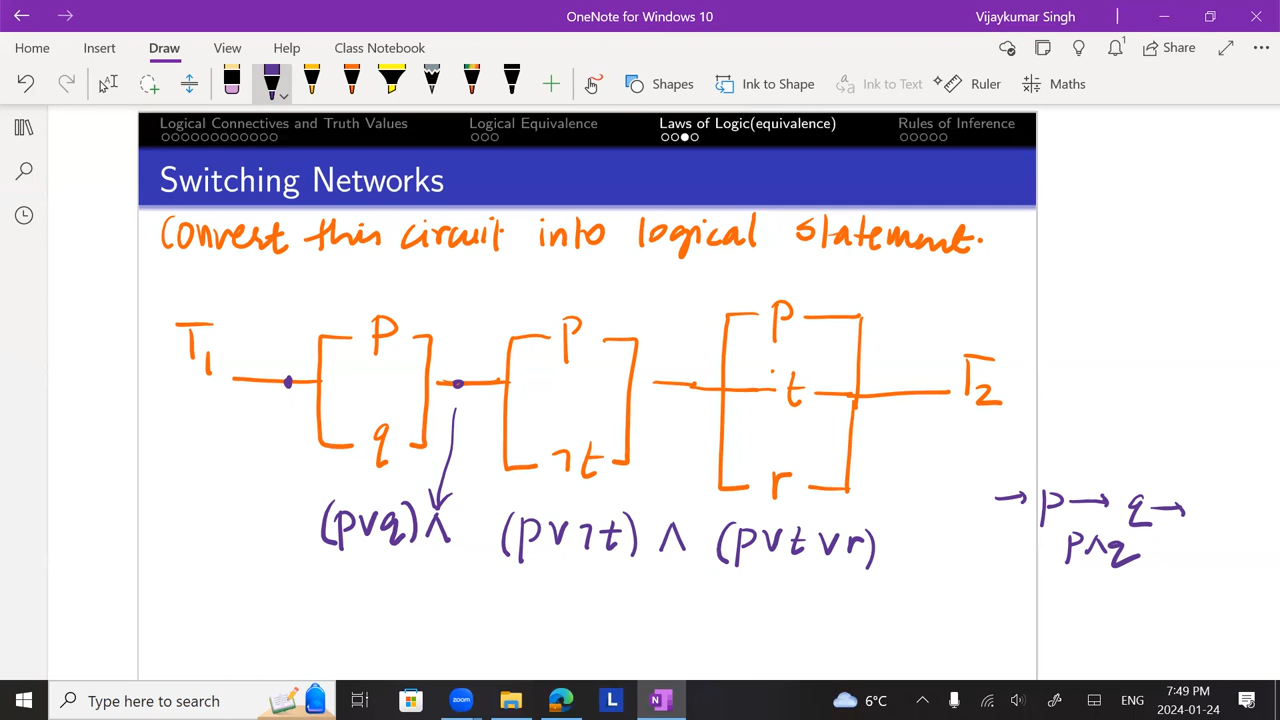 OneNote for Windows 10
Vijaykumar Singh
Home Insert Draw View Help Class Notebook
Share
Shapes Ink to Shape Ink to Text Ruler Maths
Logical Connectives and Truth Values Logical Equivalence Laws of Logic(equivalence) Rules of Inference
Switching Networks
Convert this circuit into logical statement.
T₁ p p p T₂
t
q ¬t r
(p∨q) ∧ (p∨¬t) ∧ (p∨t∨r)
→ p → q →
p∧q
Type here to search
L
N
6°C
ENG
7:49 PM
2024-01-24
zoom